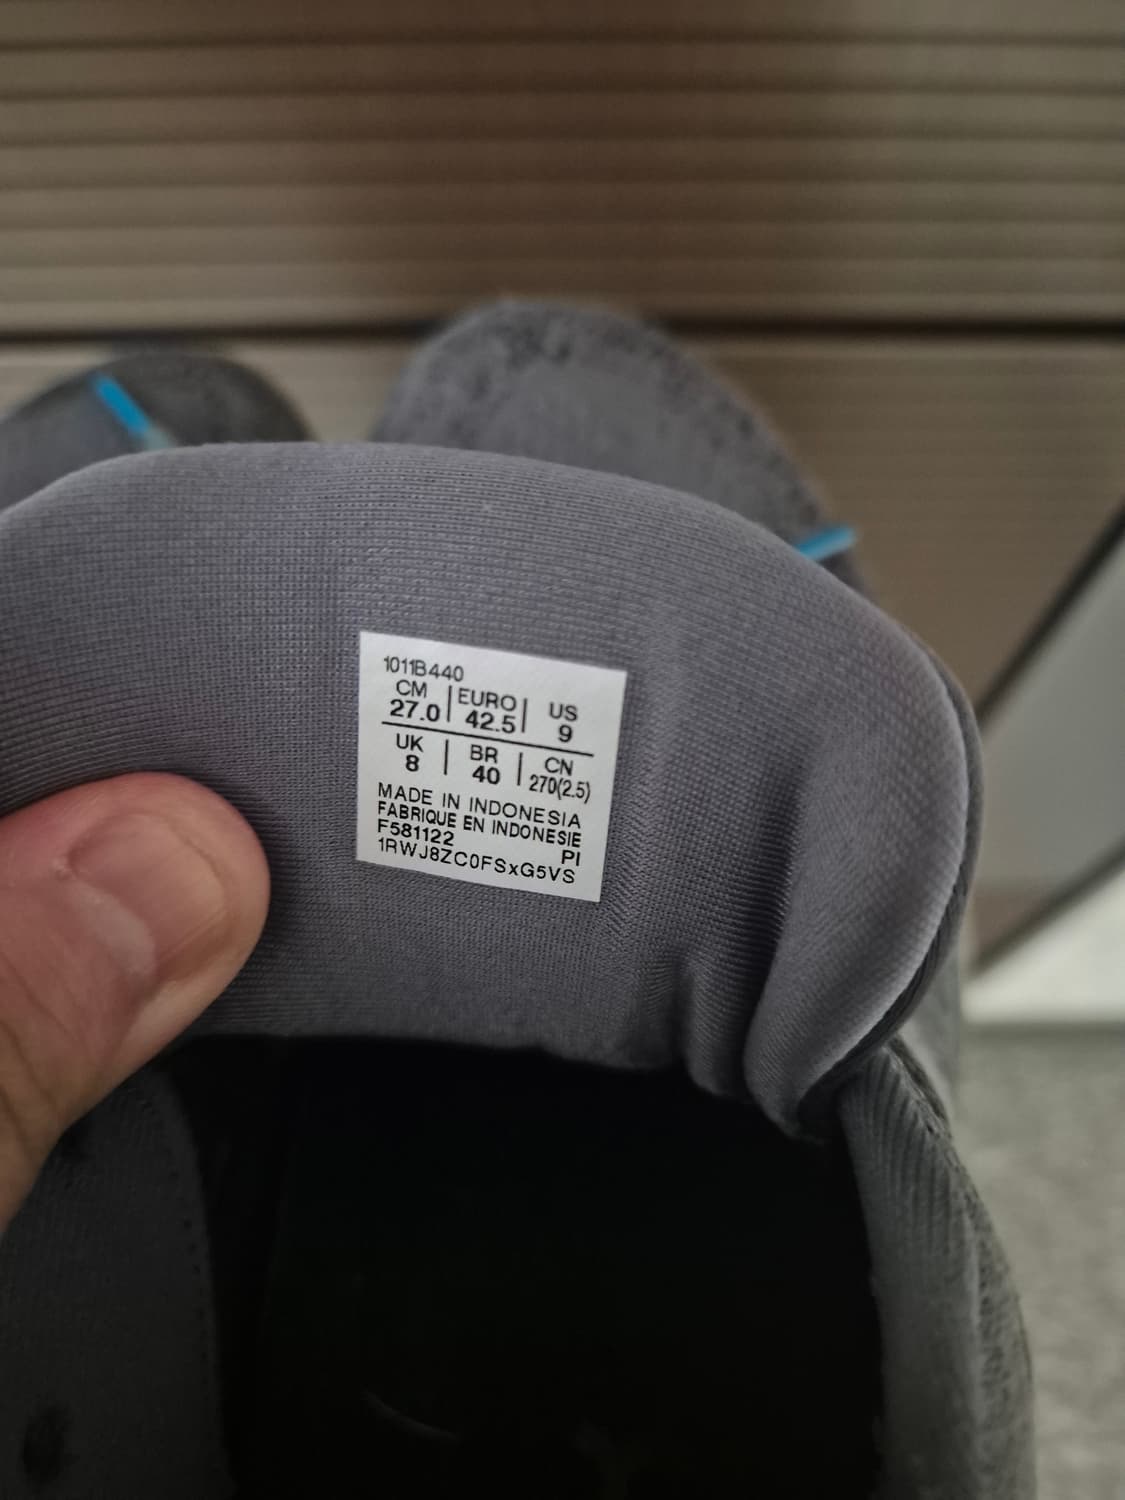 1011B440
CM | EURO | US
27.0 | 42.5 | 9
UK | BR | CN
8 | 40 | 270(2.5)
MADE IN INDONESIA
FABRIQUE EN INDONESIE
F581122 PI
1RWJ8ZC0FSxG5VS